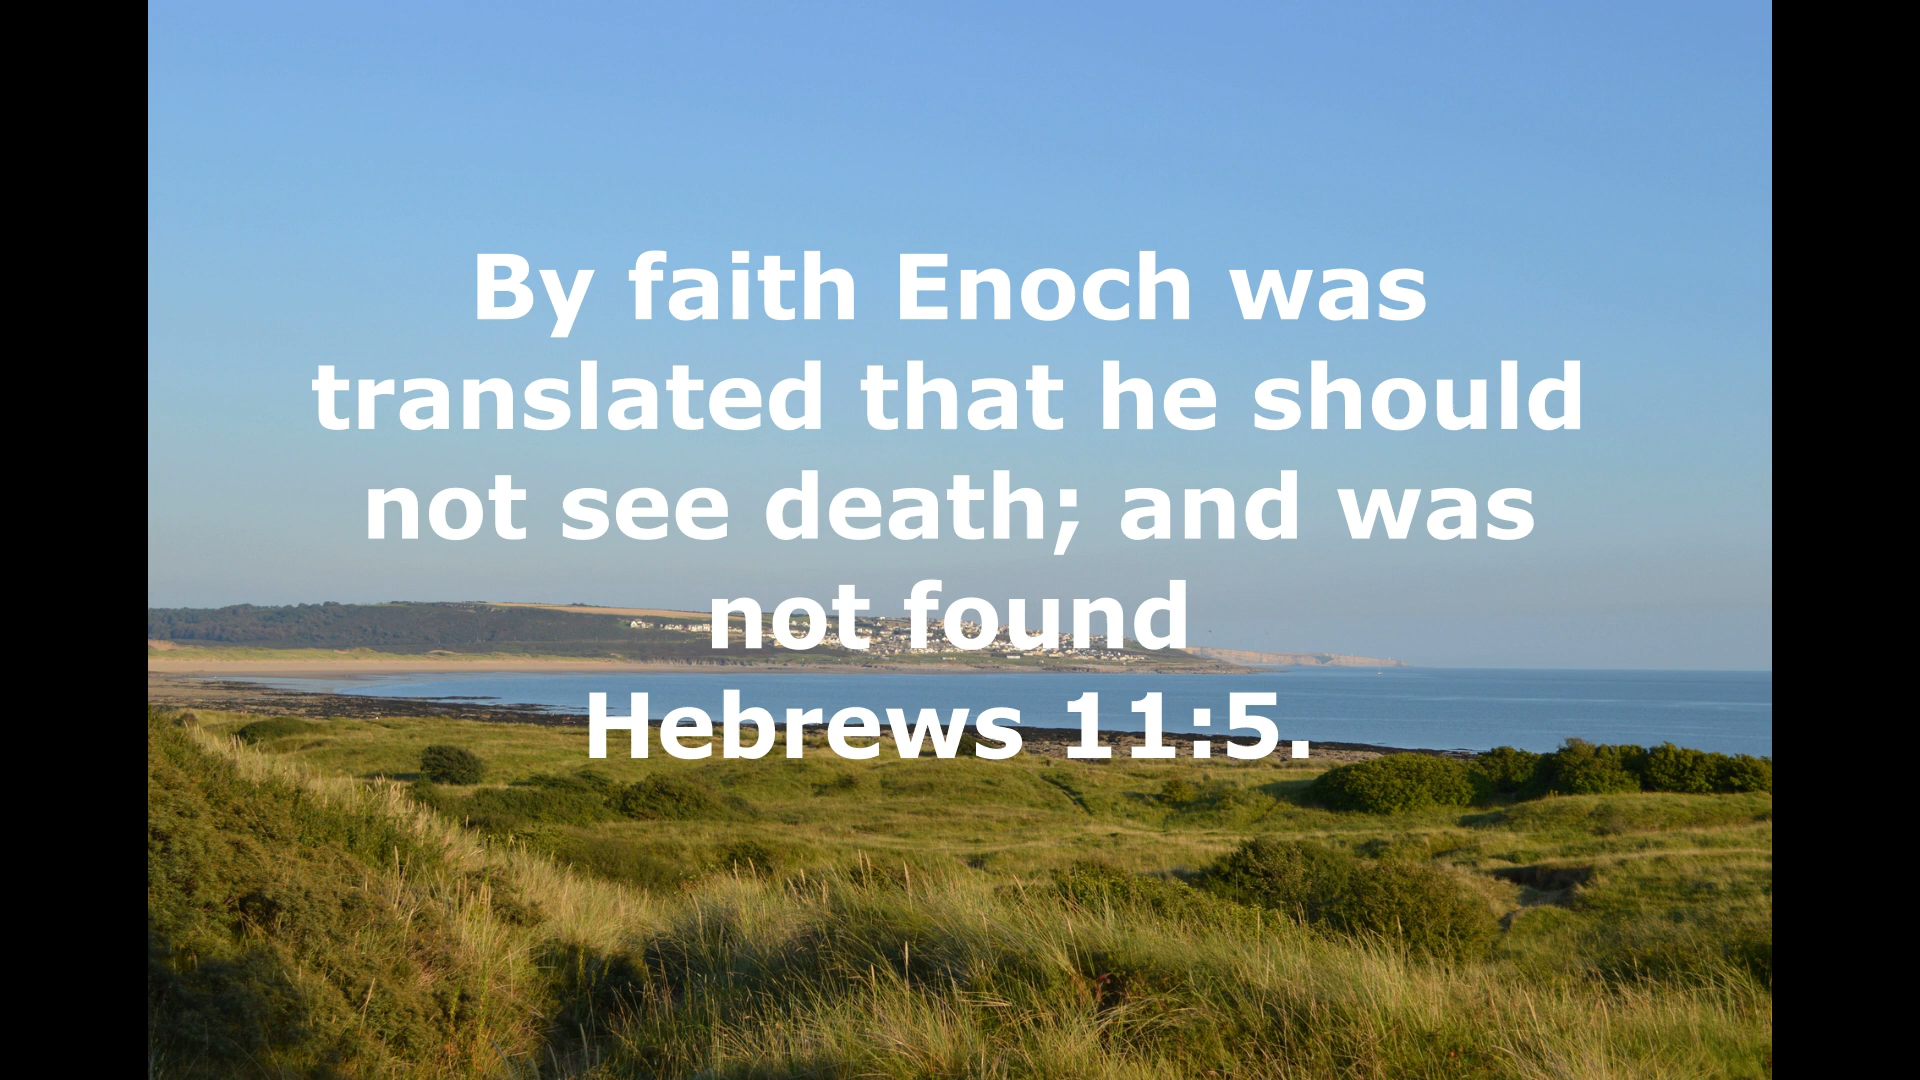 By faith Enoch was
translated that he should
not see death; and was
not found
Hebrews 11:5.